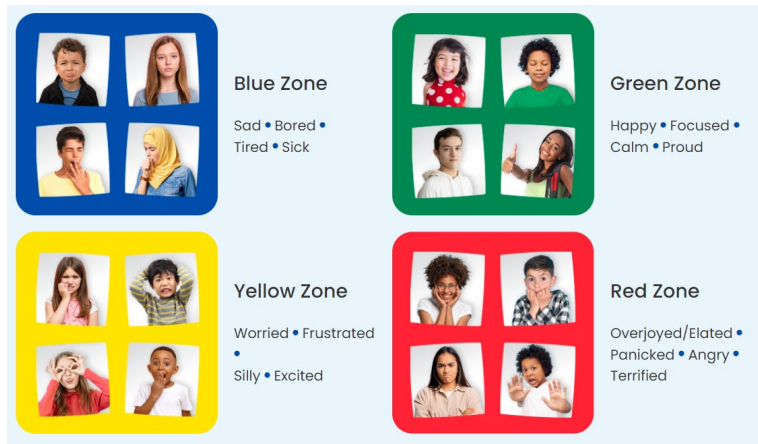 Blue Zone
Sad • Bored •
Tired • Sick
Green Zone
Happy • Focused •
Calm • Proud
Yellow Zone
Worried • Frustrated
•
Silly • Excited
Red Zone
Overjoyed/Elated •
Panicked • Angry •
Terrified